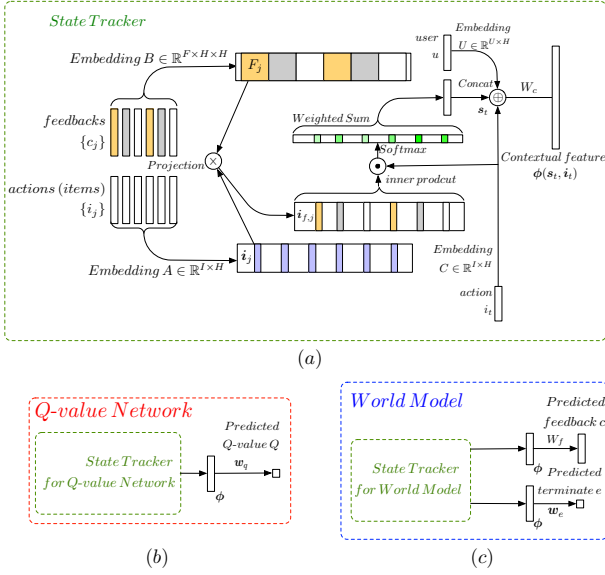 State Tracker
Embedding B ∈ ℝ^{F×H×H}
F_j
user
u
Embedding
U ∈ ℝ^{U×H}
feedbacks
{c_j}
Projection
×
actions (items)
{i_j}
Embedding A ∈ ℝ^{I×H}
i_j
i_{f,j}
Weighted Sum
Softmax
inner prodcut
Concat
s_t
⊕
W_c
Contextual feature
ϕ(s_t, i_t)
Embedding
C ∈ ℝ^{I×H}
action
i_t
(a)
Q-value Network
State Tracker
for Q-value Network
ϕ
Predicted
Q-value Q
w_q
(b)
World Model
State Tracker
for World Model
Predicted
feedback c
W_f
ϕ
Predicted
terminate e
w_e
ϕ
(c)